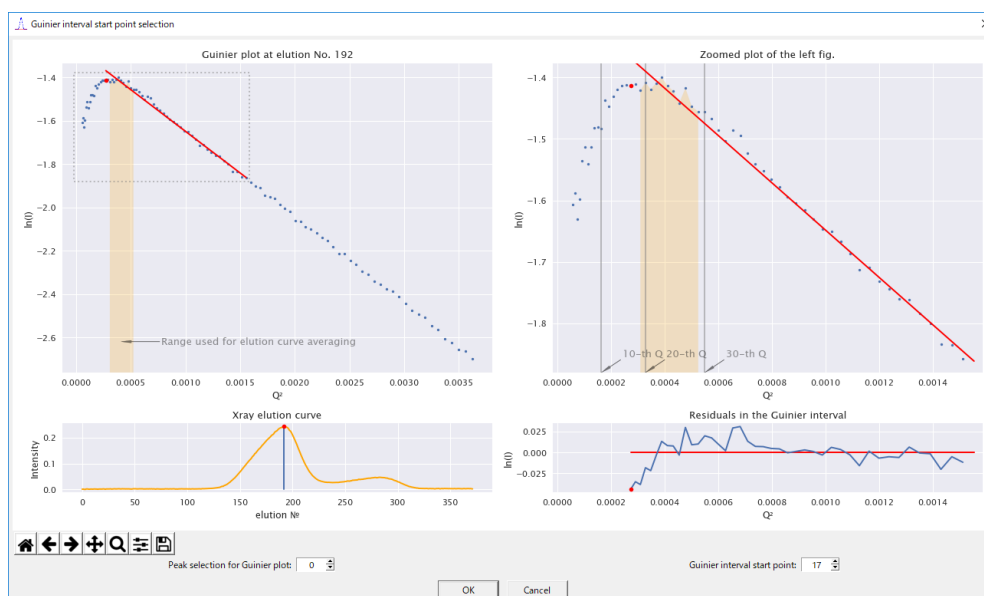 Guinier interval start point selection
Guinier plot at elution No. 192
Zoomed plot of the left fig.
−1.4
−1.6
−1.8
−2.0
−2.2
−2.4
−2.6
ln(I)
Range used for elution curve averaging
0.0000 0.0005 0.0010 0.0015 0.0020 0.0025 0.0030 0.0035
Q²
−1.4
−1.5
−1.6
−1.7
−1.8
ln(I)
10-th Q 20-th Q 30-th Q
0.0000 0.0002 0.0004 0.0006 0.0008 0.0010 0.0012 0.0014
Q²
Xray elution curve
0.2
0.1
0.0
Intensity
0 50 100 150 200 250 300 350
elution №
Residuals in the Guinier interval
0.025
0.000
−0.025
ln(I)
0.0000 0.0002 0.0004 0.0006 0.0008 0.0010 0.0012 0.0014
Q²
Peak selection for Guinier plot: 0
Guinier interval start point: 17
OK Cancel